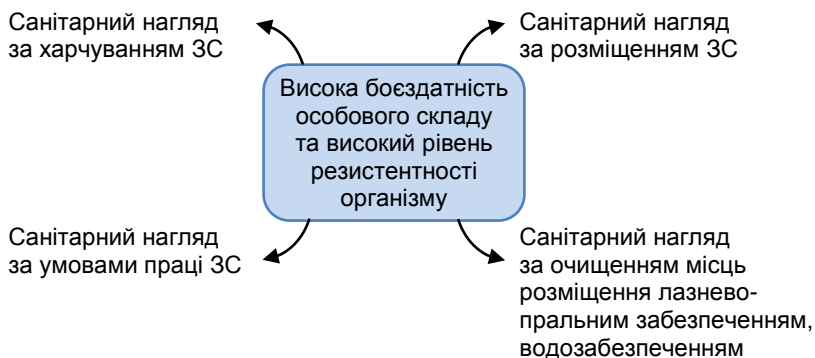 Санітарний нагляд
за харчуванням ЗС
Санітарний нагляд
за розміщенням ЗС
Висока боєздатність
особового складу
та високий рівень
резистентності
організму
Санітарний нагляд
за умовами праці ЗС
Санітарний нагляд
за очищенням місць
розміщення лазнево-
пральним забезпеченням,
водозабезпеченням